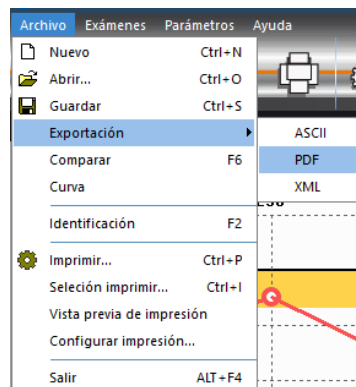 Archivo Exámenes Parámetros Ayuda
Nuevo Ctrl+N
Abrir... Ctrl+O
Guardar Ctrl+S
Exportación ASCII
Comparar F6 PDF
Curva XML
Identificación F2
Imprimir... Ctrl+P
Seleción imprimir... Ctrl+I
Vista previa de impresión
Configurar impresión...
Salir ALT+F4